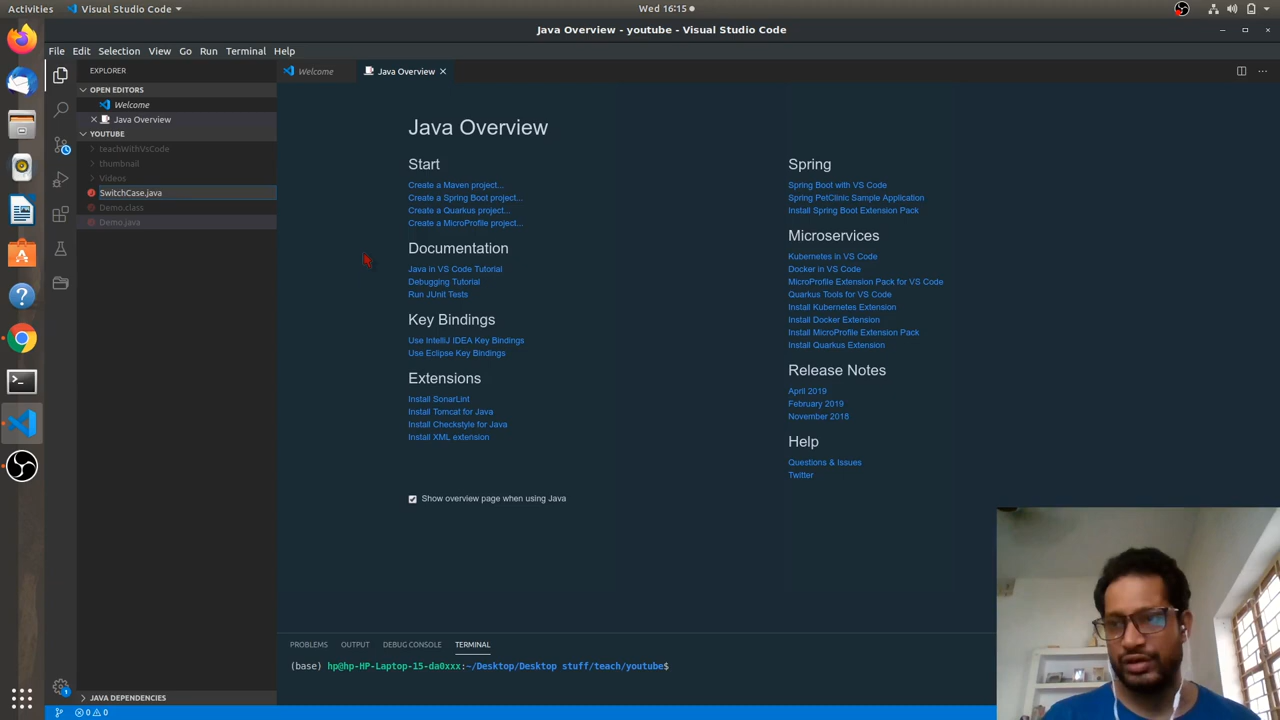 Activities
Visual Studio Code
Wed 16:15
Java Overview - youtube - Visual Studio Code
File Edit Selection View Go Run Terminal Help
EXPLORER
OPEN EDITORS
Welcome
Java Overview
YOUTUBE
teachWithVsCode
thumbnail
Videos
SwitchCase.java
Demo.class
Demo.java
JAVA DEPENDENCIES
Welcome
Java Overview
Java Overview
Start
Create a Maven project...
Create a Spring Boot project...
Create a Quarkus project...
Create a MicroProfile project...
Documentation
Java in VS Code Tutorial
Debugging Tutorial
Run JUnit Tests
Key Bindings
Use IntelliJ IDEA Key Bindings
Use Eclipse Key Bindings
Extensions
Install SonarLint
Install Tomcat for Java
Install Checkstyle for Java
Install XML extension
Show overview page when using Java
Spring
Spring Boot with VS Code
Spring PetClinic Sample Application
Install Spring Boot Extension Pack
Microservices
Kubernetes in VS Code
Docker in VS Code
MicroProfile Extension Pack for VS Code
Quarkus Tools for VS Code
Install Kubernetes Extension
Install Docker Extension
Install MicroProfile Extension Pack
Install Quarkus Extension
Release Notes
April 2019
February 2019
November 2018
Help
Questions & Issues
Twitter
PROBLEMS OUTPUT DEBUG CONSOLE TERMINAL
(base) hp@hp-HP-Laptop-15-da0xxx:~/Desktop/Desktop stuff/teach/youtube$
1
0 0